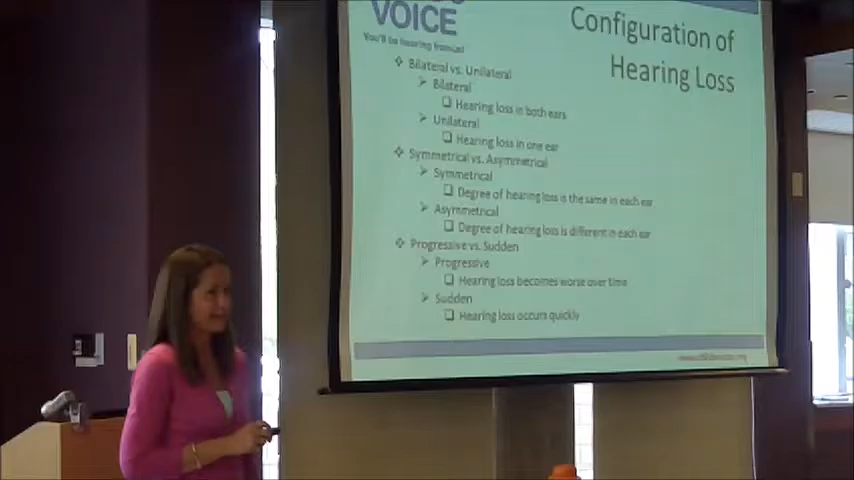 VOICE
Configuration of
Hearing Loss
You'll be hearing from us!
Bilateral vs. Unilateral
Bilateral
Hearing loss in both ears
Unilateral
Hearing loss in one ear
Symmetrical vs. Asymmetrical
Symmetrical
Degree of hearing loss is the same in each ear
Asymmetrical
Degree of hearing loss is different in each ear
Progressive vs. Sudden
Progressive
Hearing loss becomes worse over time
Sudden
Hearing loss occurs quickly